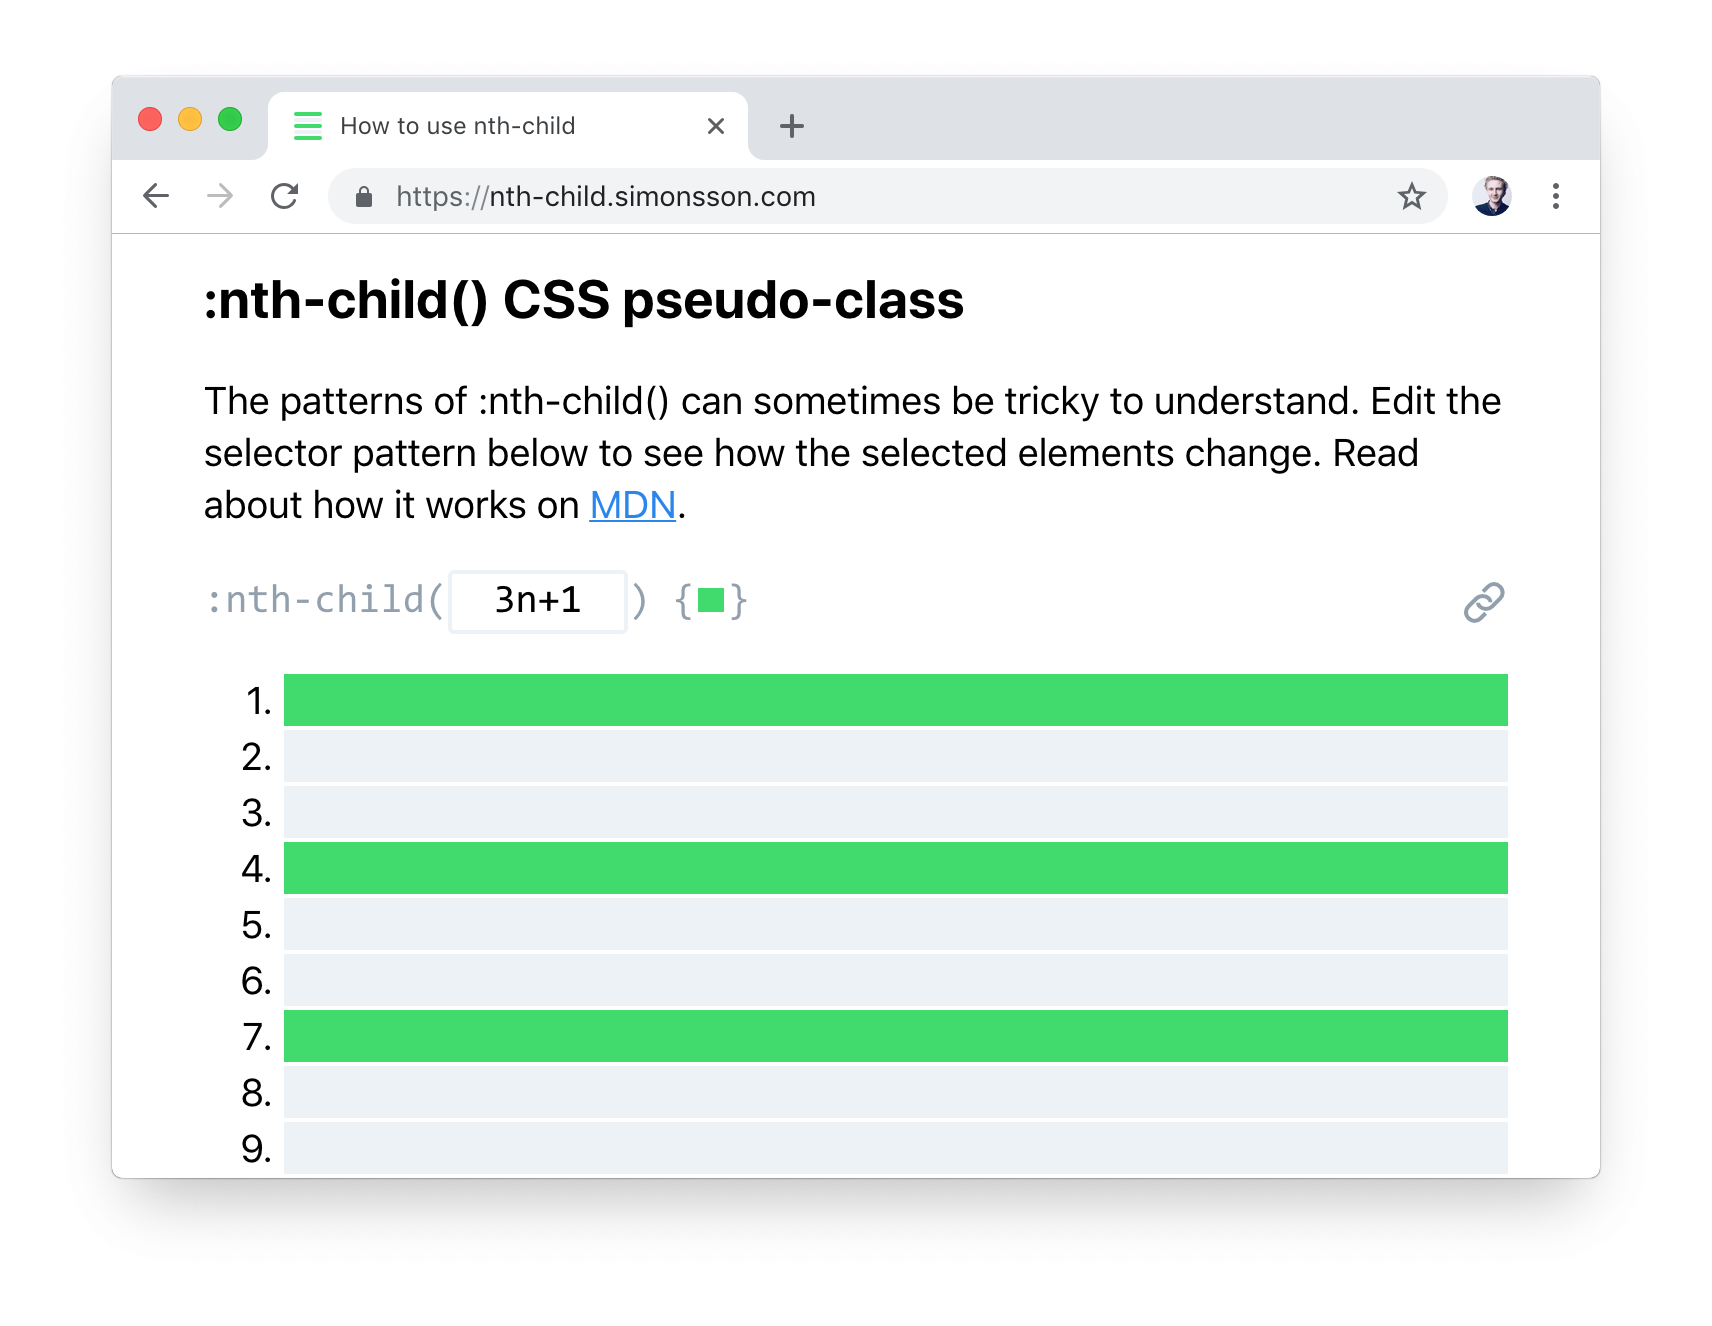 How to use nth-child
https://nth-child.simonsson.com
:nth-child() CSS pseudo-class
The patterns of :nth-child() can sometimes be tricky to understand. Edit the
selector pattern below to see how the selected elements change. Read
about how it works on MDN.
:nth-child( 3n+1 ) { }
1.
2.
3.
4.
5.
6.
7.
8.
9.